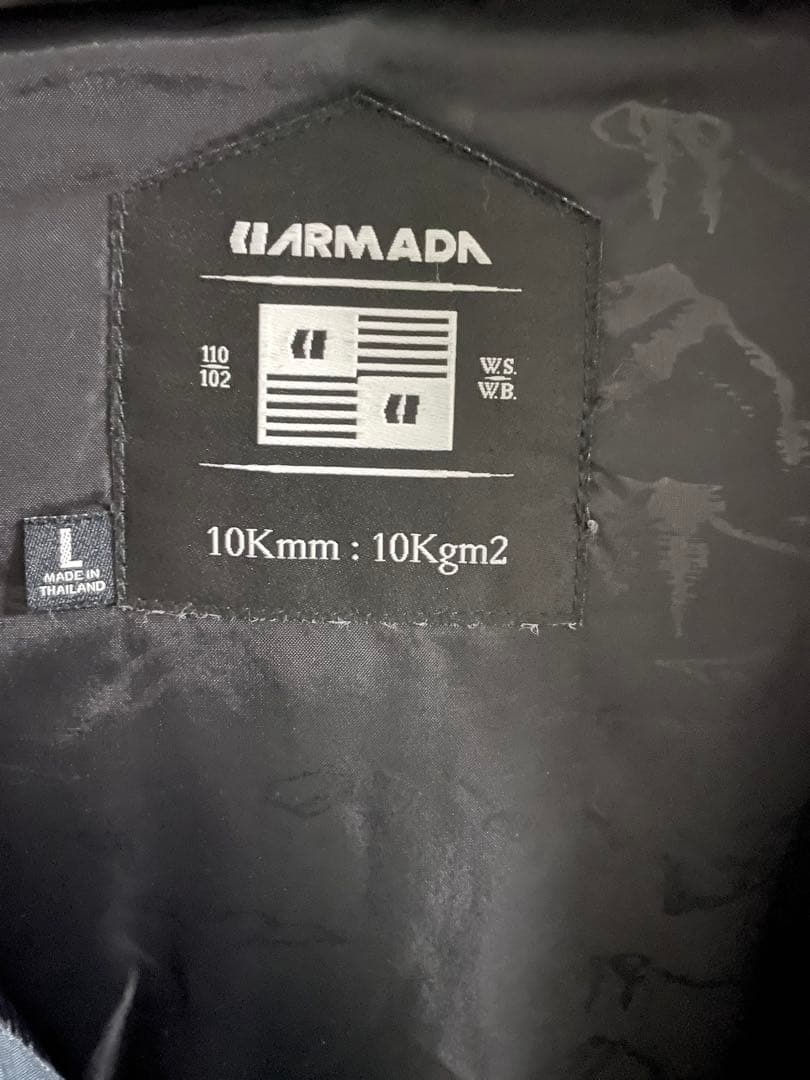 ARMADA
110
102
W.S.
W.B.
10Kmm : 10Kgm2
L
MADE IN
THAILAND